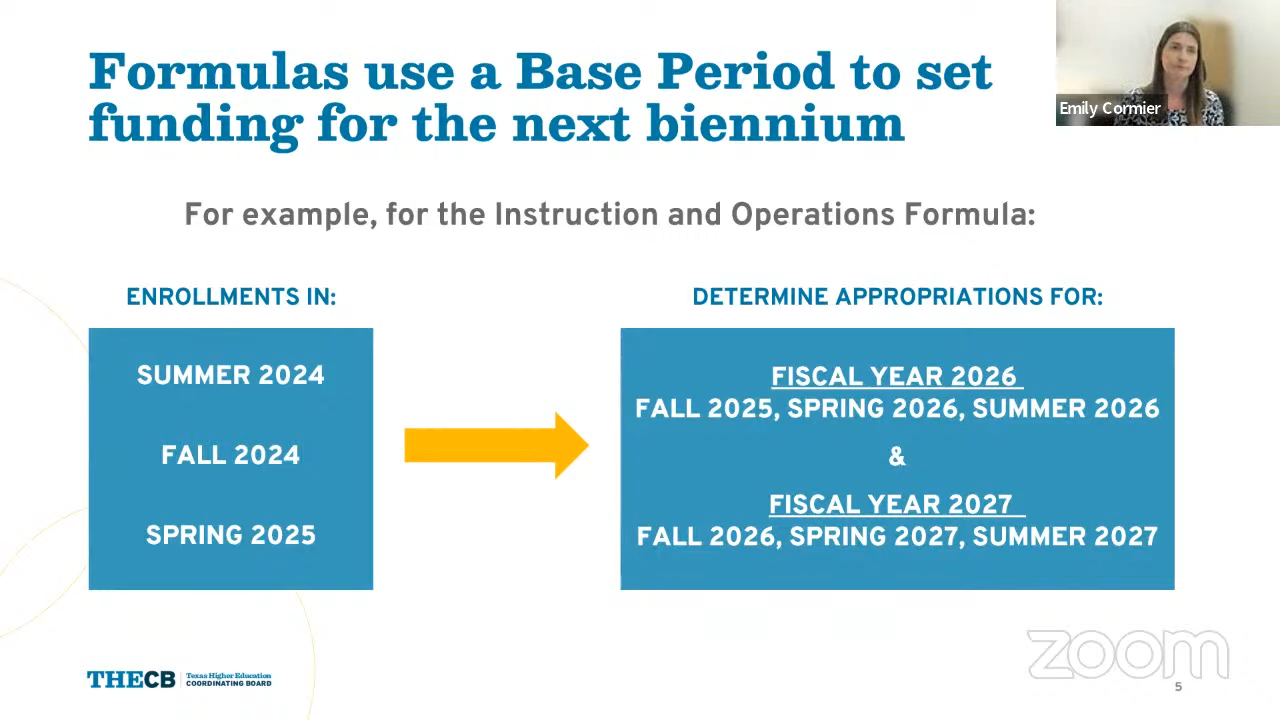 Formulas use a Base Period to set
funding for the next biennium
Emily Cormier
For example, for the Instruction and Operations Formula:
ENROLLMENTS IN:
SUMMER 2024
FALL 2024
SPRING 2025
DETERMINE APPROPRIATIONS FOR:
FISCAL YEAR 2026
FALL 2025, SPRING 2026, SUMMER 2026
&
FISCAL YEAR 2027
FALL 2026, SPRING 2027, SUMMER 2027
THECB
Texas Higher Education
COORDINATING BOARD
zoom
5